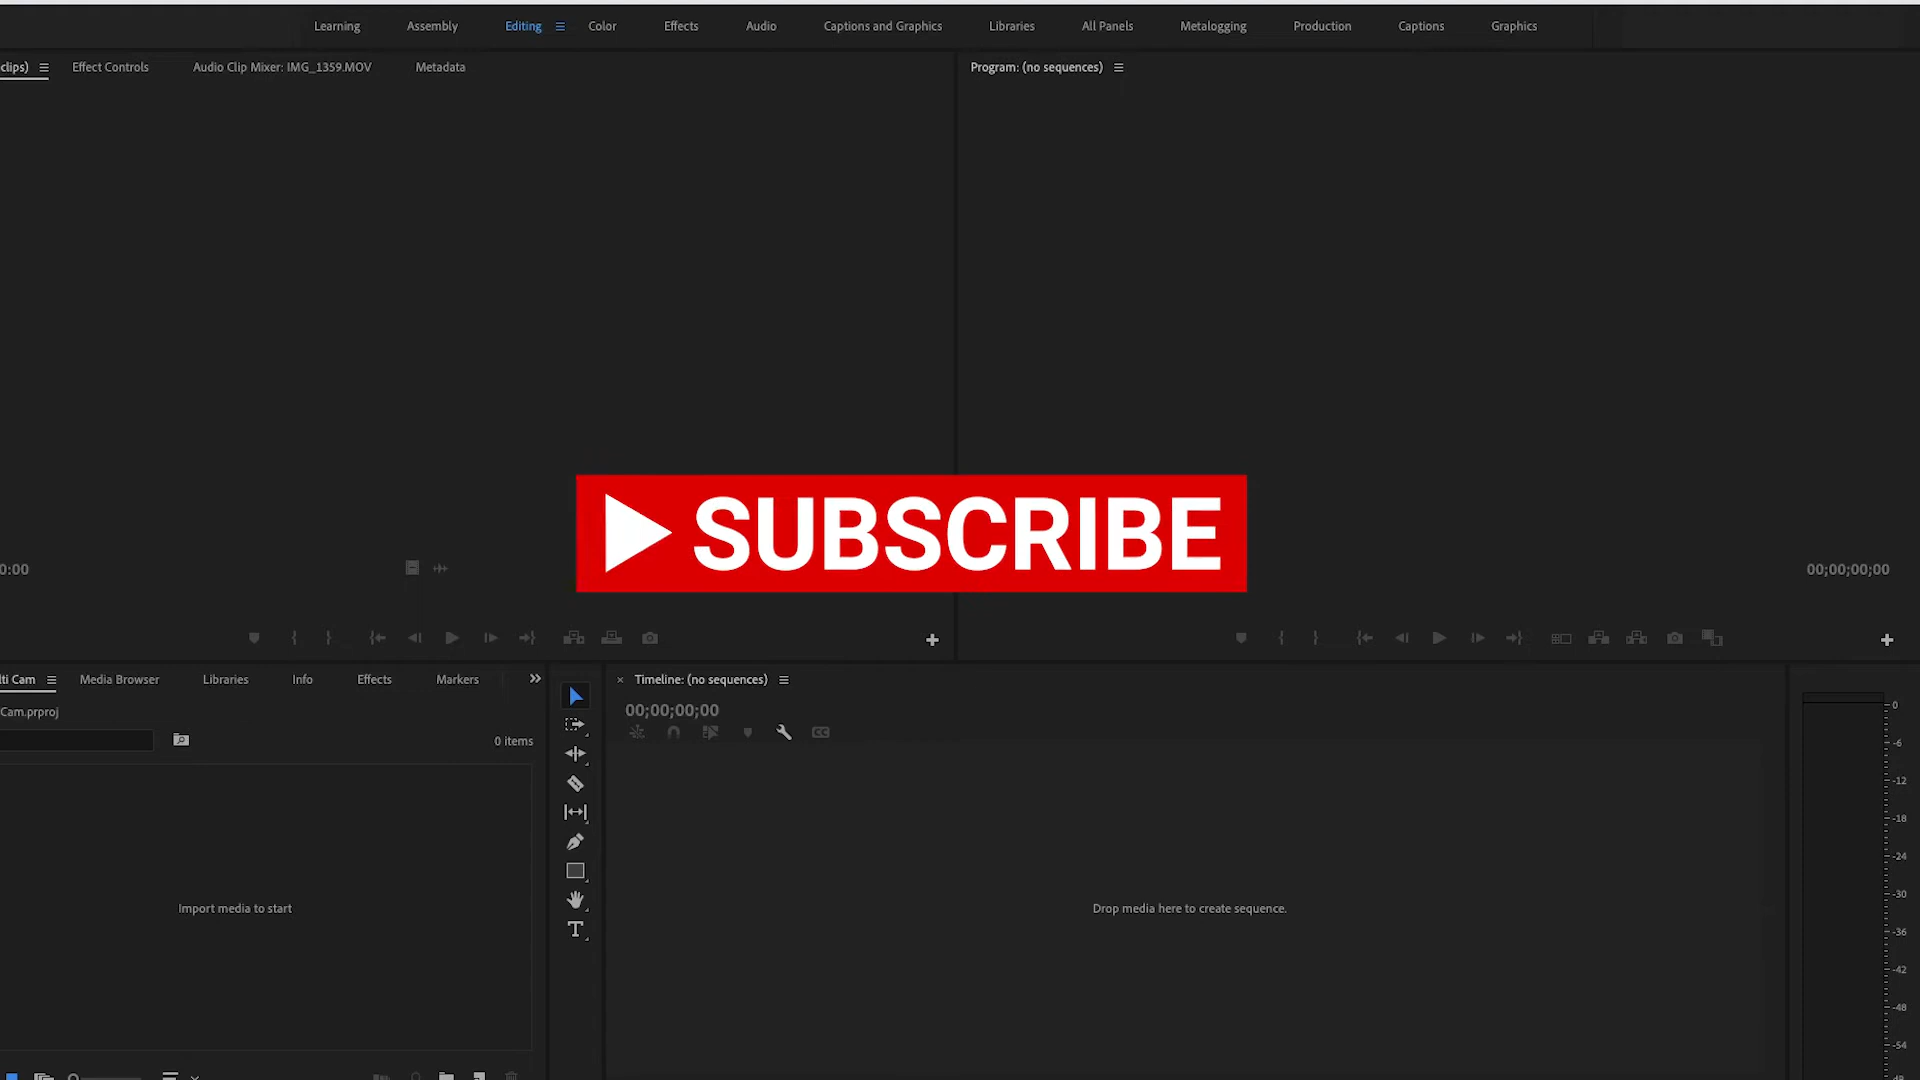 Learning Assembly Editing Color Effects Audio Captions and Graphics Libraries All Panels Metalogging Production Captions Graphics
clips) Effect Controls Audio Clip Mixer: IMG_1359.MOV Metadata
Program: (no sequences)
SUBSCRIBE
0:00
00;00;00;00
lti Cam Media Browser Libraries Info Effects Markers
Cam.prproj
0 items
Import media to start
Timeline: (no sequences)
00;00;00;00
Drop media here to create sequence.
0
-6
-12
-18
-24
-30
-36
-42
-48
-54
dB